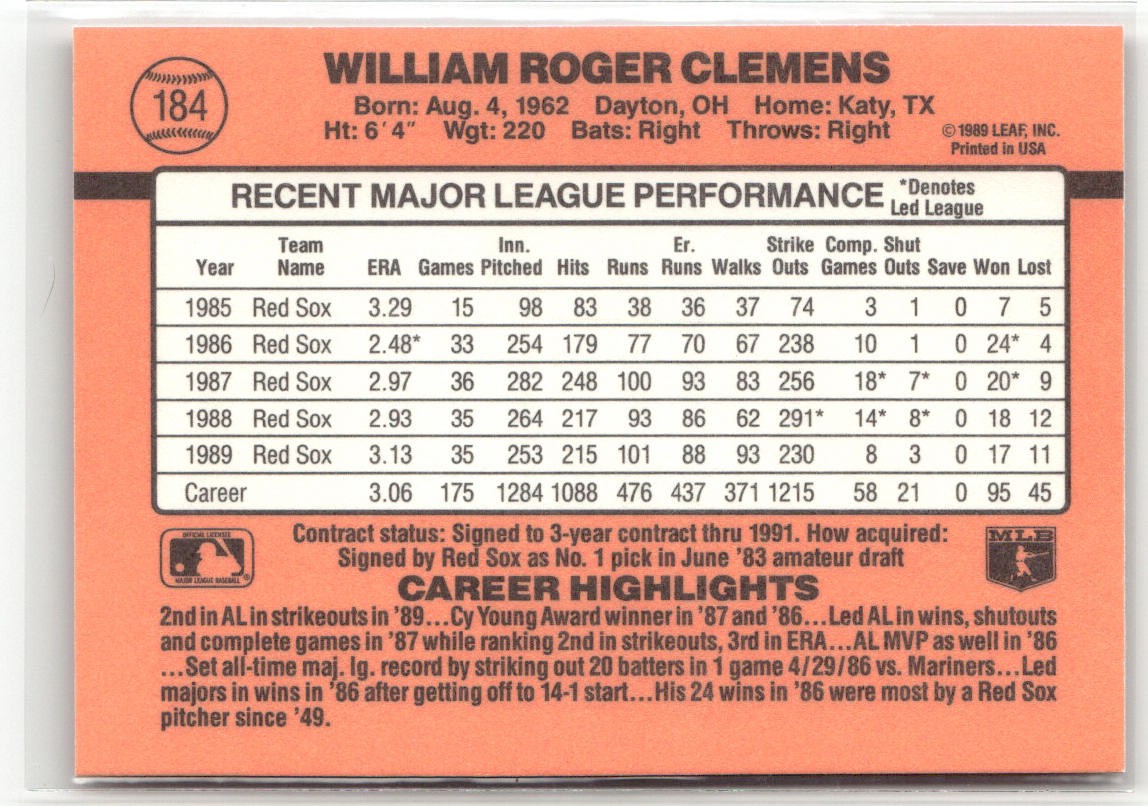 184
WILLIAM ROGER CLEMENS
Born: Aug. 4, 1962 Dayton, OH Home: Katy, TX
Ht: 6′4″ Wgt: 220 Bats: Right Throws: Right
©1989 LEAF, INC.
Printed in USA
RECENT MAJOR LEAGUE PERFORMANCE *Denotes
Led League
Team Inn. Er. Strike Comp. Shut
Year Name ERA Games Pitched Hits Runs Runs Walks Outs Games Outs Save Won Lost
1985 Red Sox 3.29 15 98 83 38 36 37 74 3 1 0 7 5
1986 Red Sox 2.48* 33 254 179 77 70 67 238 10 1 0 24* 4
1987 Red Sox 2.97 36 282 248 100 93 83 256 18* 7* 0 20* 9
1988 Red Sox 2.93 35 264 217 93 86 62 291* 14* 8* 0 18 12
1989 Red Sox 3.13 35 253 215 101 88 93 230 8 3 0 17 11
Career 3.06 175 1284 1088 476 437 371 1215 58 21 0 95 45
OFFICIAL LICENSEE
MAJOR LEAGUE BASEBALL ®
Contract status: Signed to 3-year contract thru 1991. How acquired:
Signed by Red Sox as No. 1 pick in June ’83 amateur draft
MLB
CAREER HIGHLIGHTS
2nd in AL in strikeouts in ’89...Cy Young Award winner in ’87 and ’86...Led AL in wins, shutouts
and complete games in ’87 while ranking 2nd in strikeouts, 3rd in ERA...AL MVP as well in ’86
...Set all-time maj. lg. record by striking out 20 batters in 1 game 4/29/86 vs. Mariners...Led
majors in wins in ’86 after getting off to 14-1 start...His 24 wins in ’86 were most by a Red Sox
pitcher since ’49.